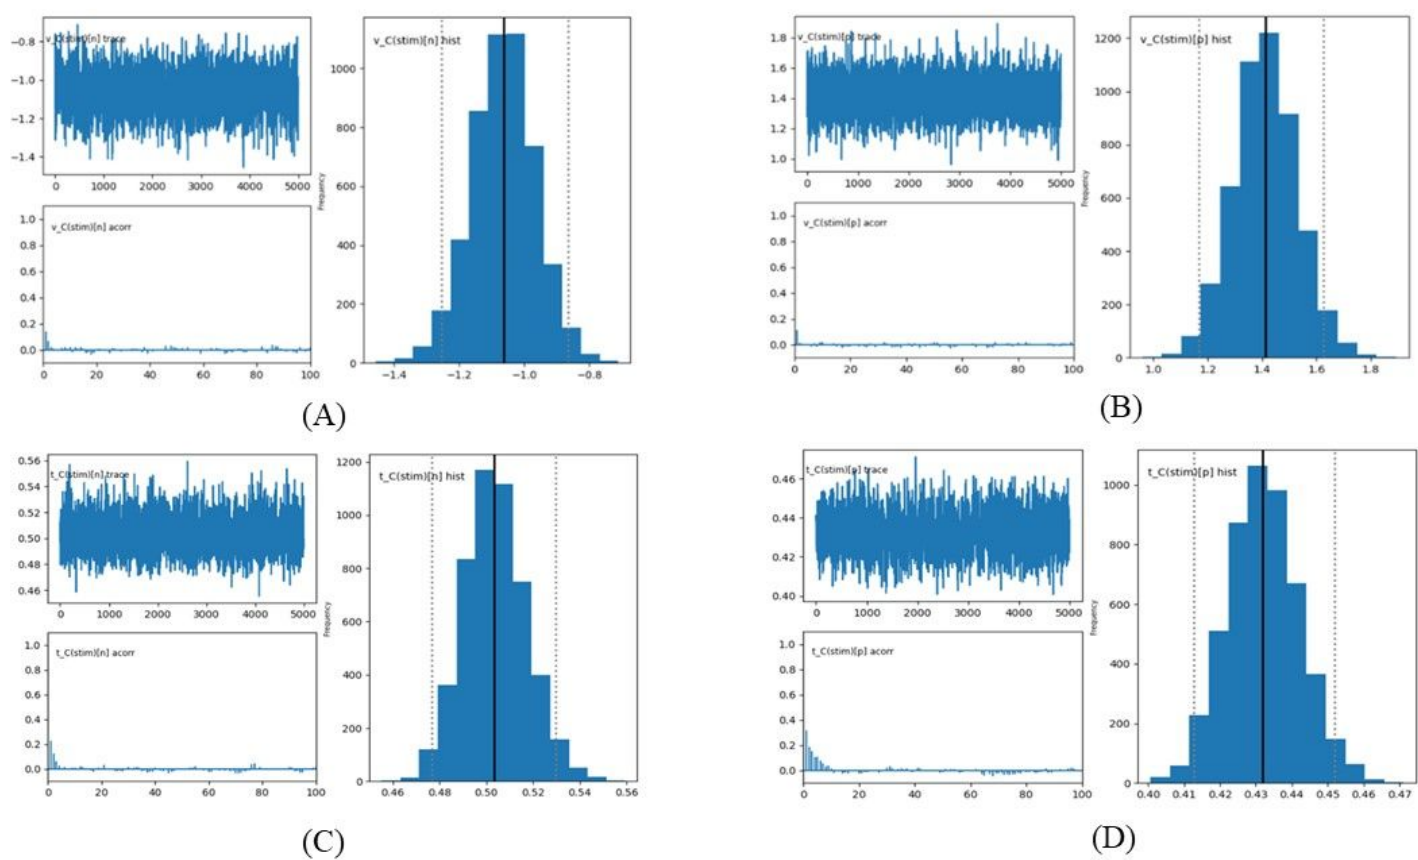 v_C(stim)[n] trace
−0.8
−1.0
−1.2
−1.4
0 1000 2000 3000 4000 5000
v_C(stim)[n] acorr
1.0
0.8
0.6
0.4
0.2
0.0
0 20 40 60 80 100
v_C(stim)[n] hist
Frequency
1000
800
600
400
200
0
−1.4 −1.2 −1.0 −0.8
(A)
v_C(stim)[p] trace
1.8
1.6
1.4
1.2
1.0
0 1000 2000 3000 4000 5000
v_C(stim)[p] acorr
1.0
0.8
0.6
0.4
0.2
0.0
0 20 40 60 80 100
v_C(stim)[p] hist
Frequency
1200
1000
800
600
400
200
0
1.0 1.2 1.4 1.6 1.8
(B)
t_C(stim)[n] trace
0.56
0.54
0.52
0.50
0.48
0.46
0 1000 2000 3000 4000 5000
t_C(stim)[n] acorr
1.0
0.8
0.6
0.4
0.2
0.0
0 20 40 60 80 100
t_C(stim)[n] hist
Frequency
1200
1000
800
600
400
200
0
0.46 0.48 0.50 0.52 0.54 0.56
(C)
t_C(stim)[p] trace
0.46
0.44
0.42
0.40
0 1000 2000 3000 4000 5000
t_C(stim)[p] acorr
1.0
0.8
0.6
0.4
0.2
0.0
0 20 40 60 80 100
t_C(stim)[p] hist
Frequency
1000
800
600
400
200
0
0.40 0.41 0.42 0.43 0.44 0.45 0.46 0.47
(D)